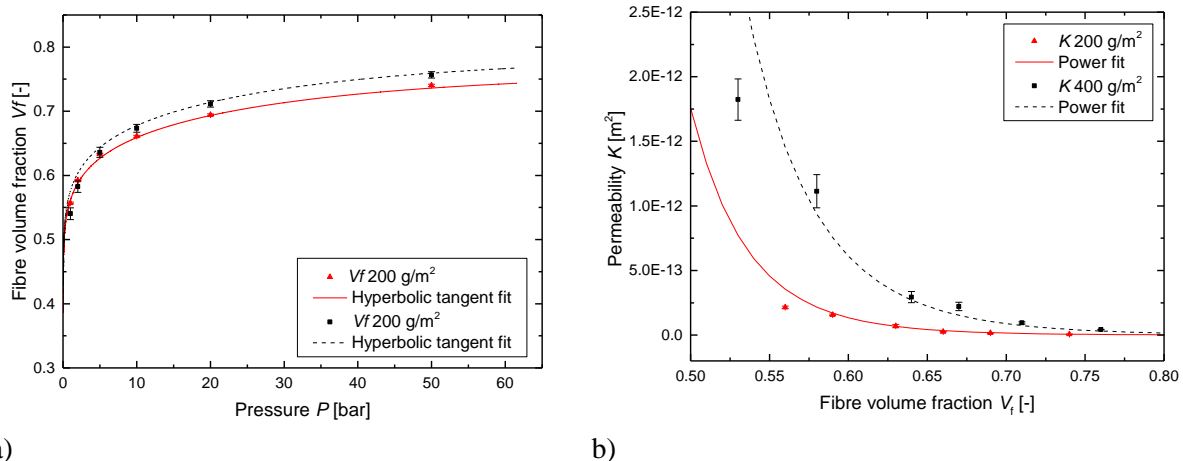 0.8
0.7
0.6
0.5
0.4
0.3
0
10
20
30
40
50
60
Fibre volume fraction Vf [-]
Pressure P [bar]
Vf 200 g/m²
Hyperbolic tangent fit
Vf 200 g/m²
Hyperbolic tangent fit
a)
2.5E-12
2.0E-12
1.5E-12
1.0E-12
5.0E-13
0.0
0.50
0.55
0.60
0.65
0.70
0.75
0.80
Permeability K [m²]
Fibre volume fraction Vf [-]
K 200 g/m²
Power fit
K 400 g/m²
Power fit
b)